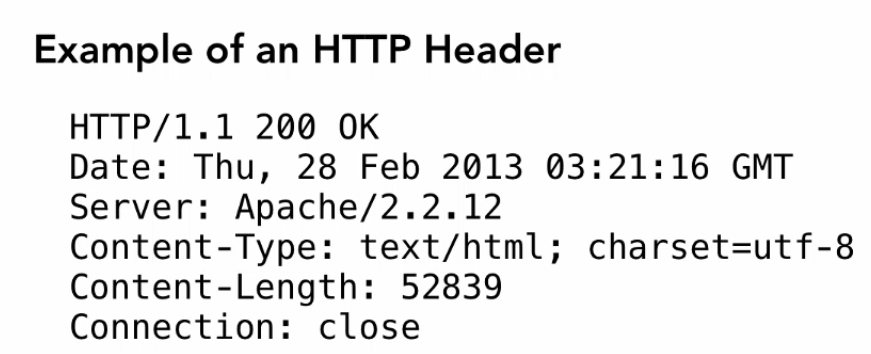 Example of an HTTP Header
HTTP/1.1 200 OK
Date: Thu, 28 Feb 2013 03:21:16 GMT
Server: Apache/2.2.12
Content-Type: text/html; charset=utf-8
Content-Length: 52839
Connection: close